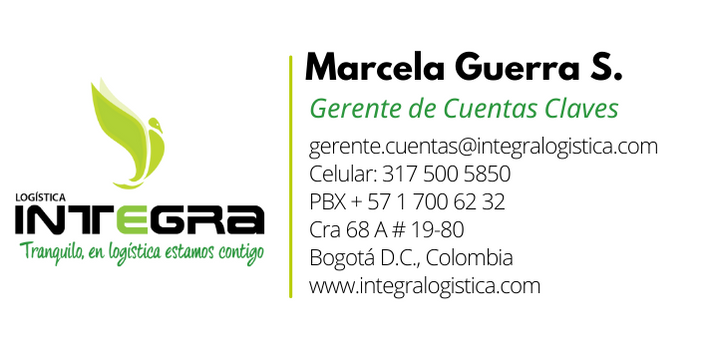 LOGÍSTICA
INTEGRA
Tranquilo, en logística estamos contigo
Marcela Guerra S.
Gerente de Cuentas Claves
gerente.cuentas@integralogistica.com
Celular: 317 500 5850
PBX + 57 1 700 62 32
Cra 68 A # 19-80
Bogotá D.C., Colombia
www.integralogistica.com